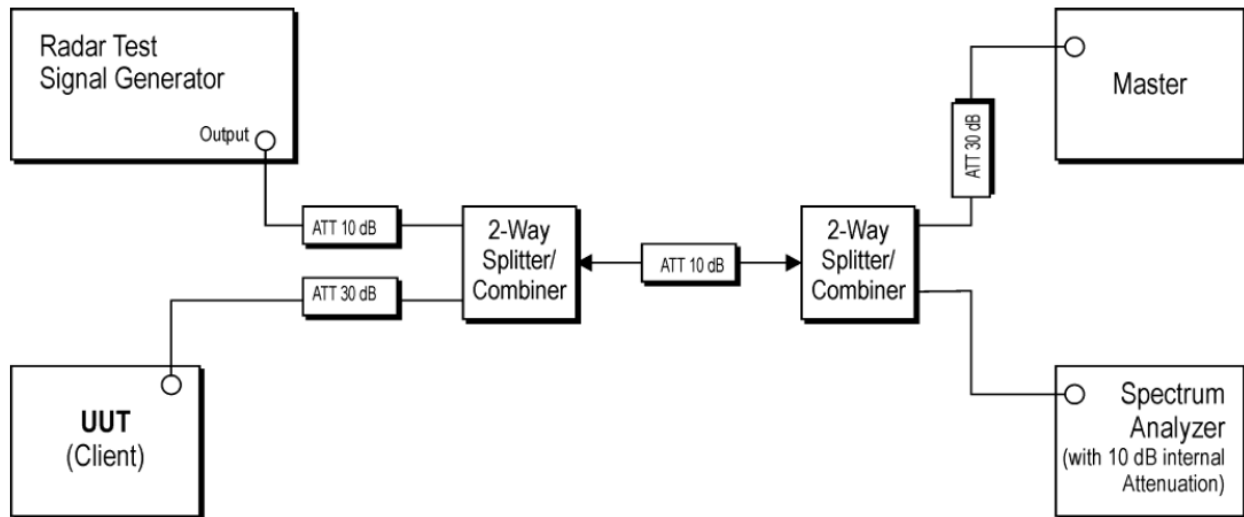 Radar Test
Signal Generator
Output
ATT 10 dB
2-Way
Splitter/
Combiner
ATT 30 dB
UUT
(Client)
ATT 10 dB
2-Way
Splitter/
Combiner
ATT 30 dB
Master
Spectrum
Analyzer
(with 10 dB internal
Attenuation)